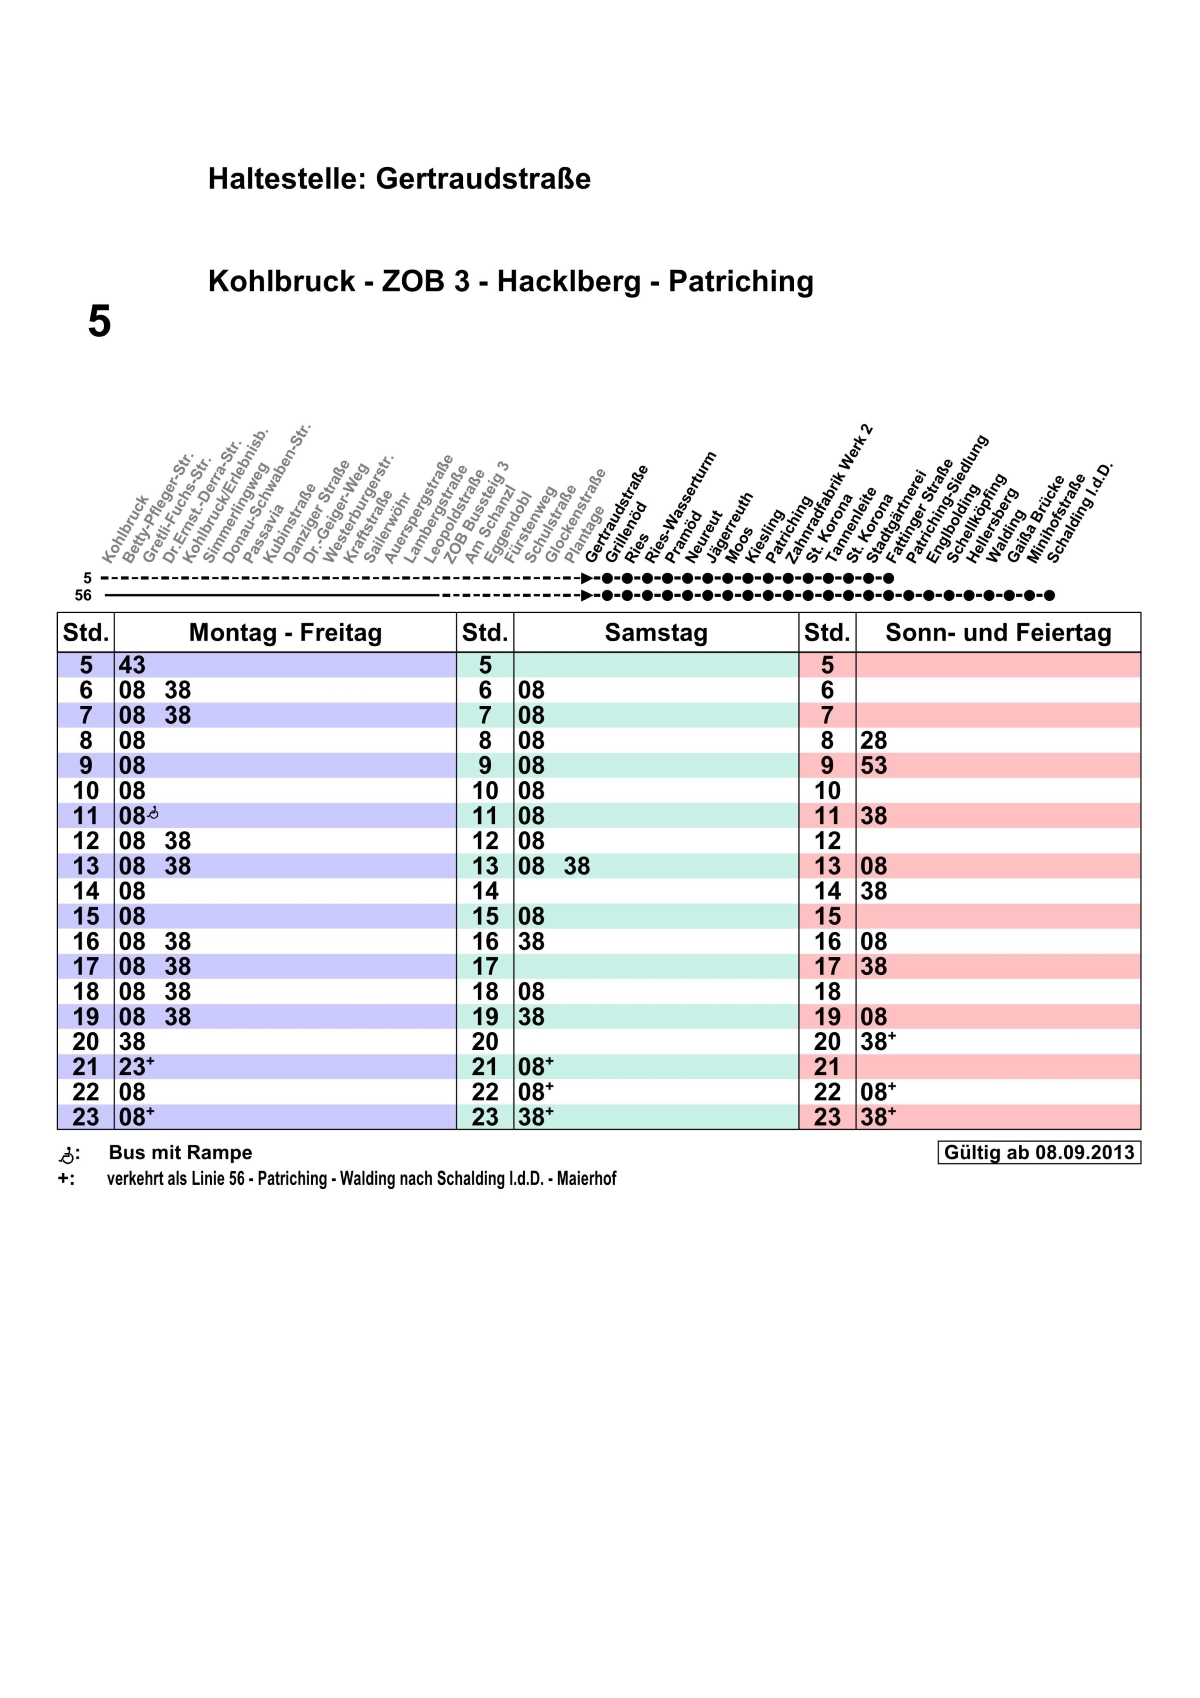 Haltestelle: Gertraudstraße
Kohlbruck - ZOB 3 - Hacklberg - Patriching
5
Kohlbruck
Betty-Pfleger-Str.
Gretli-Fuchs-Str.
Dr.Ernst.-Derra-Str.
Kohlbruck/Erlebnisb.
Simmerlingweg
Donau-Schwaben-Str.
Passavia
Kubinstraße
Danziger Straße
Dr.-Geiger-Weg
Westerburgerstr.
Kraftstraße
Sailerwöhr
Auerspergstraße
Lambergstraße
Leopoldstraße
ZOB Bussteig 3
Am Schanzl
Eggendobl
Fürstenweg
Schulstraße
Glockenstraße
Plantage
Gertraudstraße
Grillenöd
Ries
Ries-Wasserturm
Pramöd
Neureut
Jägerreuth
Moos
Kiesling
Patriching
Zahnradfabrik Werk 2
St. Korona
Tannenleite
St. Korona
Stadtgärtnerei
Fattinger Straße
Patriching-Siedlung
Englbolding
Schellköpfing
Hellersberg
Walding
Gaißa Brücke
Minihofstraße
Schalding l.d.D.
5
56
Std. Montag - Freitag Std. Samstag Std. Sonn- und Feiertag
5 43 5 5
6 08 38 6 08 6
7 08 38 7 08 7
8 08 8 08 8 28
9 08 9 08 9 53
10 08 10 08 10
11 08 11 08 11 38
12 08 38 12 08 12
13 08 38 13 08 38 13 08
14 08 14 14 38
15 08 15 08 15
16 08 38 16 38 16 08
17 08 38 17 17 38
18 08 38 18 08 18
19 08 38 19 38 19 08
20 38 20 20 38+
21 23+ 21 08+ 21
22 08 22 08+ 22 08+
23 08+ 23 38+ 23 38+
: Bus mit Rampe Gültig ab 08.09.2013
+: verkehrt als Linie 56 - Patriching - Walding nach Schalding l.d.D. - Maierhof